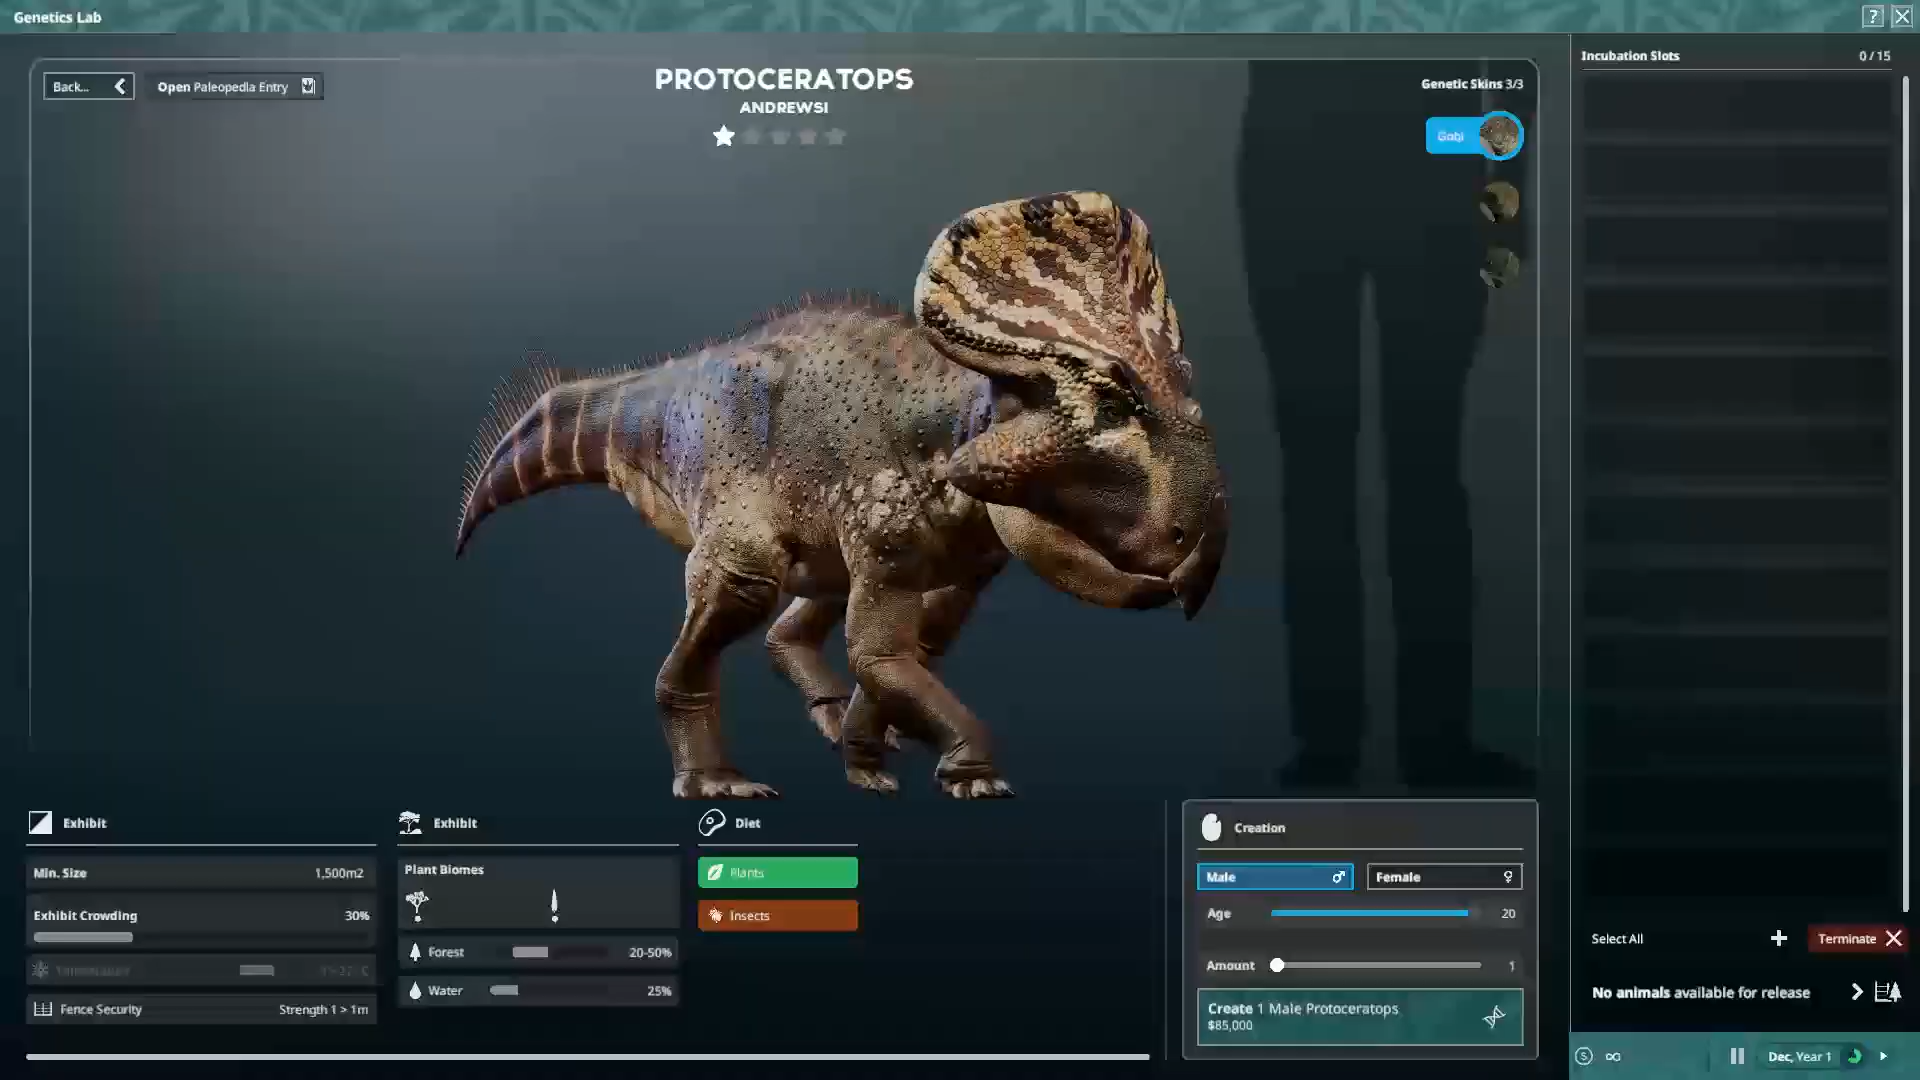 Genetics Lab
?
Back...
Open Paleopedia Entry
PROTOCERATOPS
ANDREWSI
Genetic Skins 3/3
Gobi
Incubation Slots
0 / 15
Exhibit
Min. Size
1,500m2
Exhibit Crowding
30%
Fence Security
Strength 1 > 1m
Exhibit
Plant Biomes
Forest
20-50%
Water
25%
Diet
Plants
Insects
Creation
Male
Female
Age
20
Amount
1
Create 1 Male Protoceratops
$85,000
Select All
Terminate
No animals available for release
Dec, Year 1